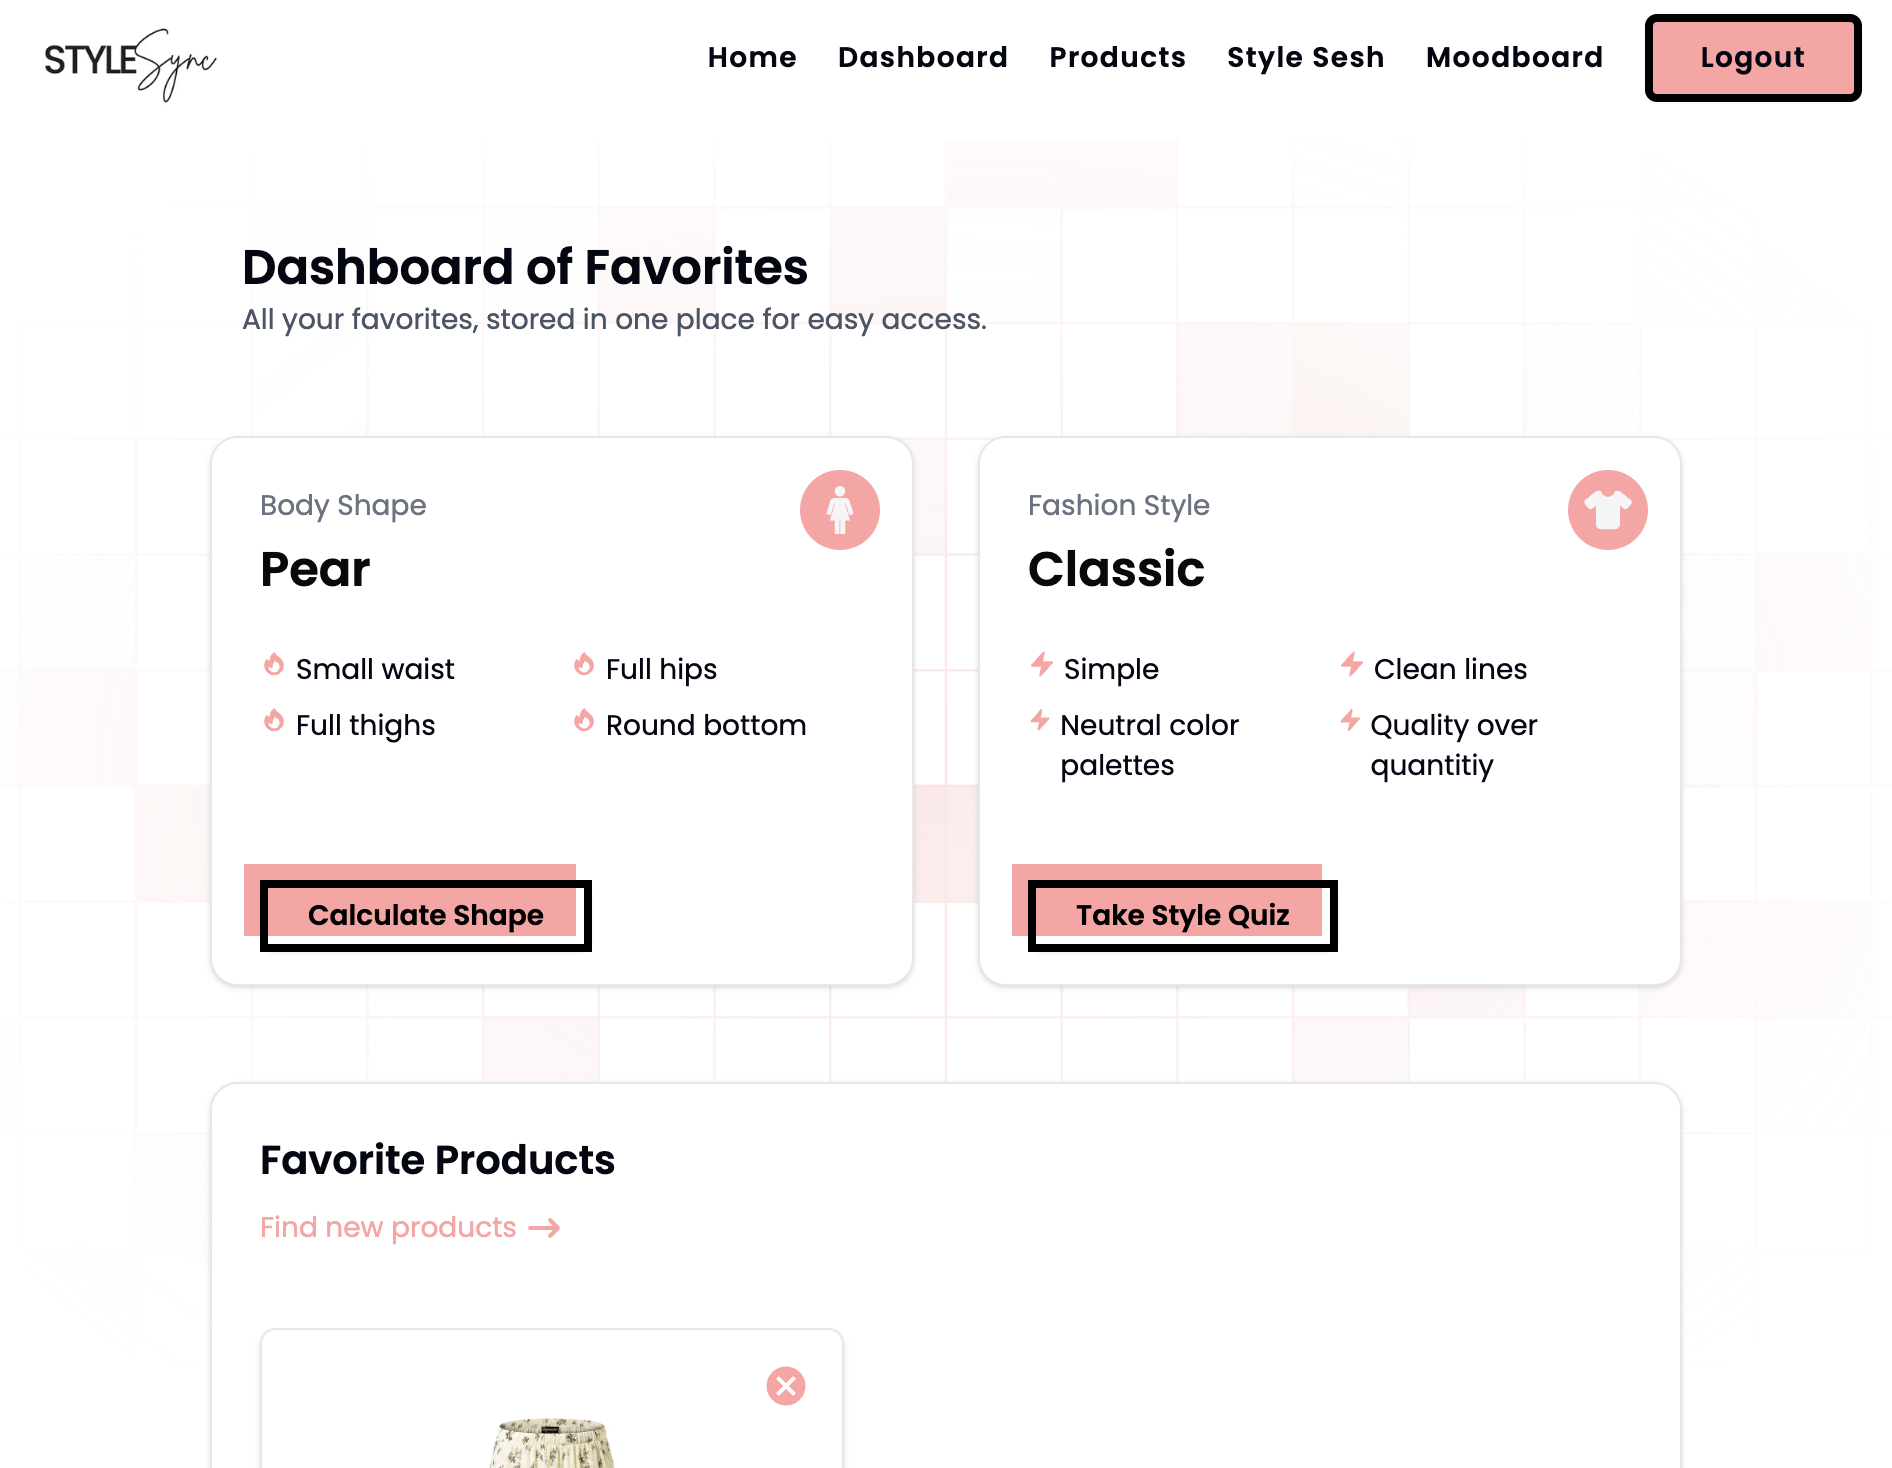 STYLE Sync
Home Dashboard Products Style Sesh Moodboard Logout
Dashboard of Favorites
All your favorites, stored in one place for easy access.
Body Shape
Pear
Small waist
Full hips
Full thighs
Round bottom
Calculate Shape
Fashion Style
Classic
Simple
Clean lines
Neutral color
palettes
Quality over
quantitiy
Take Style Quiz
Favorite Products
Find new products